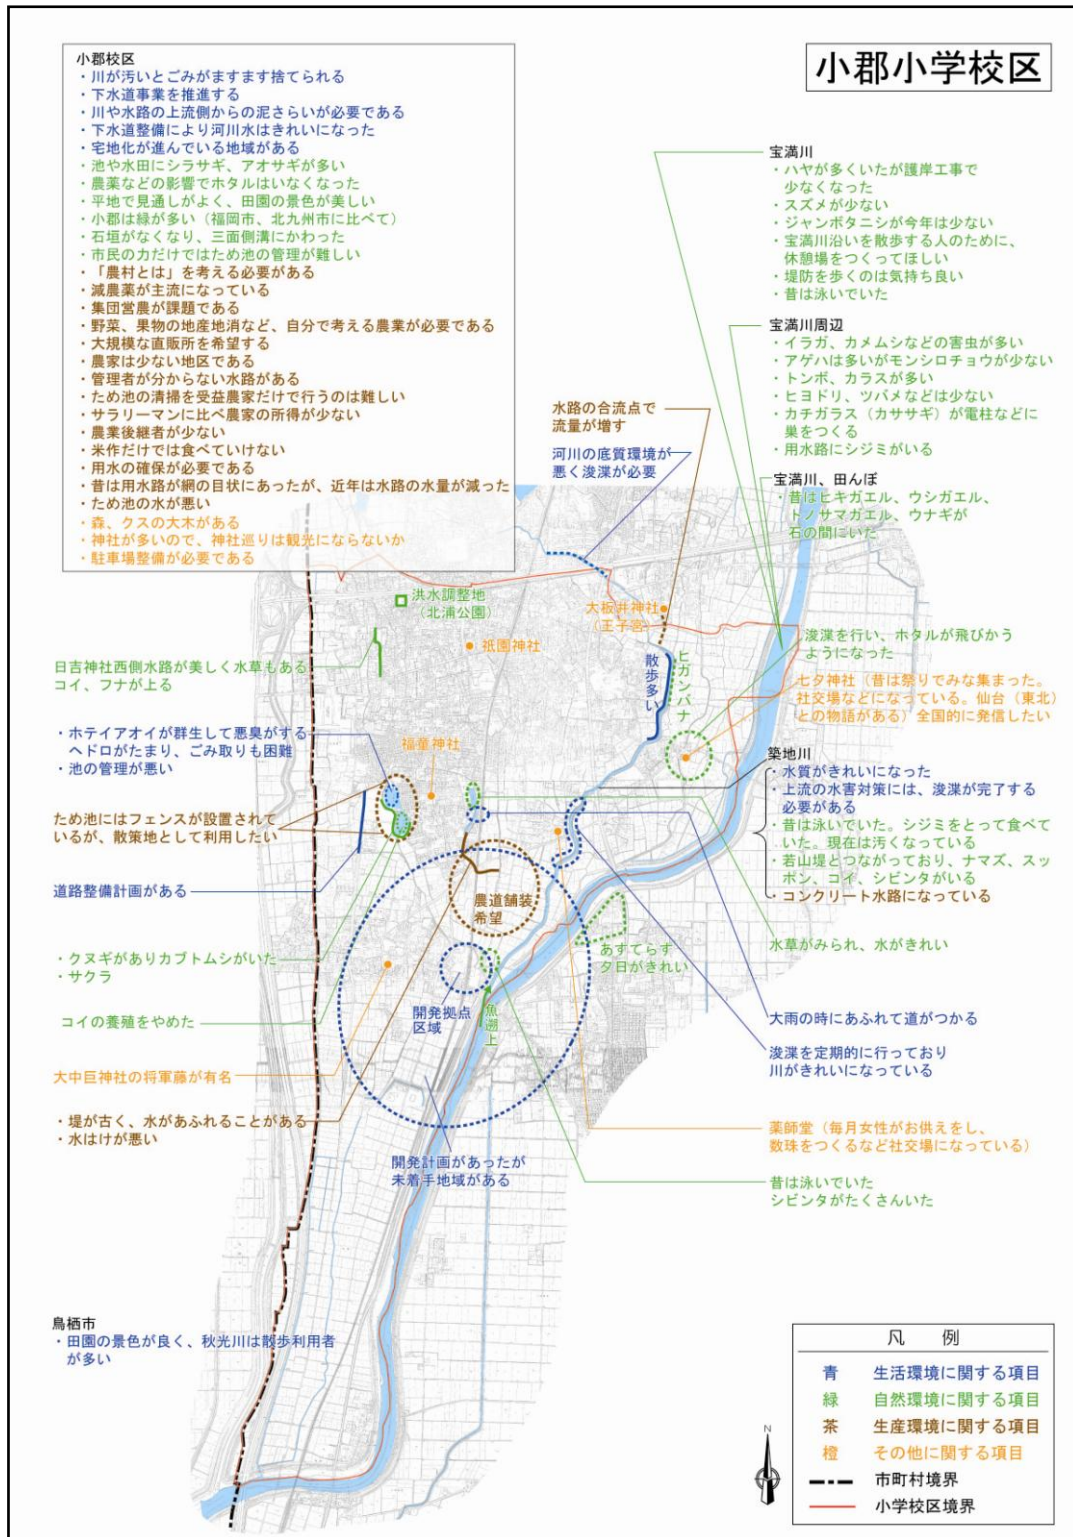 小郡小学校区
小郡校区
・川が汚いとごみがますます捨てられる
・下水道事業を推進する
・川や水路の上流側からの泥さらいが必要である
・下水道整備により河川水はきれいになった
・宅地化が進んでいる地域がある
・池や水田にシラサギ、アオサギが多い
・農薬などの影響でホタルはいなくなった
・平地で見通しがよく、田園の景色が美しい
・小郡は緑が多い（福岡市、北九州市に比べて）
・石垣がなくなり、三面側溝にかわった
・市民の力だけではため池の管理が難しい
・「農村とは」を考える必要がある
・減農薬が主流になっている
・集団営農が課題である
・野菜、果物の地産地消など、自分で考える農業が必要である
・大規模な直販所を希望する
・農家は少ない地区である
・管理者が分からない水路がある
・ため池の清掃を受益農家だけで行うのは難しい
・サラリーマンに比べ農家の所得が少ない
・農業後継者が少ない
・米作だけでは食べていけない
・用水の確保が必要である
・昔は用水路が網の目状にあったが、近年は水路の水量が減った
・ため池の水が悪い
・森、クスの大木がある
・神社が多いので、神社巡りは観光にならないか
・駐車場整備が必要である
宝満川
・ハヤが多くいたが護岸工事で
少なくなった
・スズメが少ない
・ジャンボタニシが今年は少ない
・宝満川沿いを散歩する人のために、
休憩場をつくってほしい
・堤防を歩くのは気持ち良い
・昔は泳いでいた
宝満川周辺
・イラガ、カメムシなどの害虫が多い
・アゲハは多いがモンシロチョウが少ない
・トンボ、カラスが多い
・ヒヨドリ、ツバメなどは少ない
・カチガラス（カササギ）が電柱などに
巣をつくる
・用水路にシジミがいる
水路の合流点で
流量が増す
河川の底質環境が
悪く浚渫が必要
宝満川、田んぼ
・昔はヒキガエル、ウシガエル、
トノサマガエル、ウナギが
石の間にいた
洪水調整地
（北浦公園）
大板井神社
（王子宮）
祇園神社
散歩多い
ヒガンバナ
浚渫を行い、ホタルが飛びかう
ようになった
日吉神社西側水路が美しく水草もある
コイ、フナが上る
七夕神社（昔は祭りでみな集まった。
社交場などになっている。仙台（東北）
との物語がある）全国的に発信したい
・ホテイアオイが群生して悪臭がする
ヘドロがたまり、ごみ取りも困難
・池の管理が悪い
福童神社
築地川
・水質がきれいになった
・上流の水害対策には、浚渫が完了する
必要がある
・昔は泳いでいた。シジミをとって食べて
いた。現在は汚くなっている
・若山堤とつながっており、ナマズ、スッ
ポン、コイ、シビンタがいる
・コンクリート水路になっている
ため池にはフェンスが設置されて
いるが、散策地として利用したい
道路整備計画がある
農道舗装
希望
水草がみられ、水がきれい
あすてらす
夕日がきれい
・クヌギがありカブトムシがいた
・サクラ
開発拠点
区域
魚遡上
コイの養殖をやめた
大雨の時にあふれて道がつかる
浚渫を定期的に行っており
川がきれいになっている
大中臣神社の将軍藤が有名
・堤が古く、水があふれることがある
・水はけが悪い
薬師堂（毎月女性がお供えをし、
数珠をつくるなど社交場になっている）
開発計画があったが
未着手地域がある
昔は泳いでいた
シビンタがたくさんいた
鳥栖市
・田園の景色が良く、秋光川は散歩利用者
が多い
凡　例
青　生活環境に関する項目
緑　自然環境に関する項目
茶　生産環境に関する項目
橙　その他に関する項目
市町村境界
小学校区境界
N